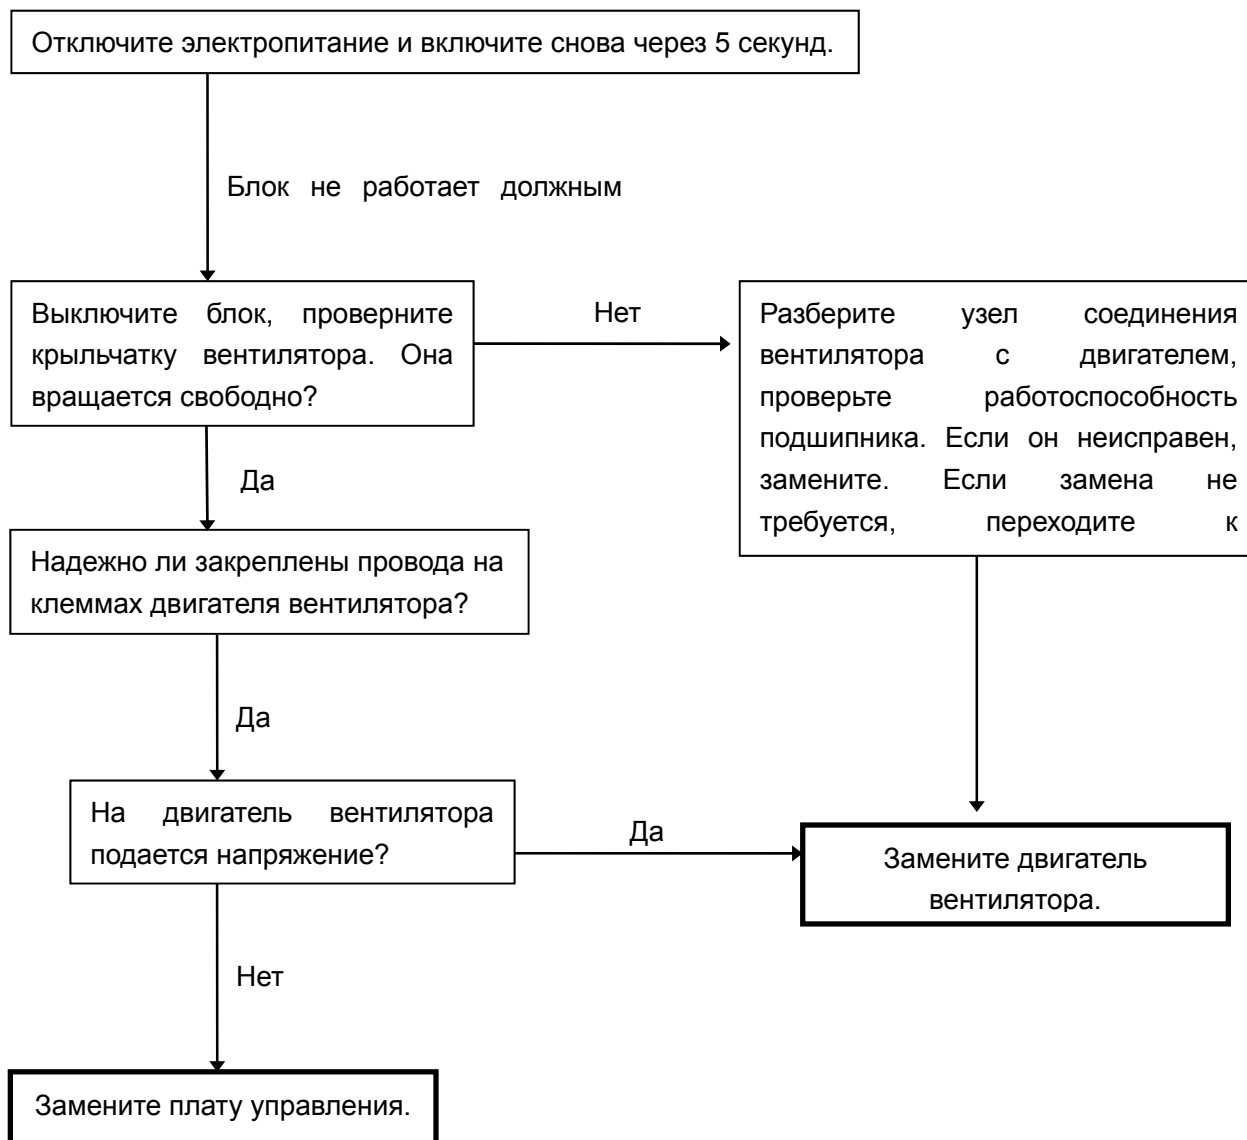 Отключите электропитание и включите снова через 5 секунд.
Блок не работает должным
Выключите блок, проверните
крыльчатку вентилятора. Она
вращается свободно?
Нет
Разберите узел соединения
вентилятора с двигателем,
проверьте работоспособность
подшипника. Если он неисправен,
замените. Если замена не
требуется, переходите к
Да
Надежно ли закреплены провода на
клеммах двигателя вентилятора?
Да
На двигатель вентилятора
подается напряжение?
Да
Замените двигатель
вентилятора.
Нет
Замените плату управления.